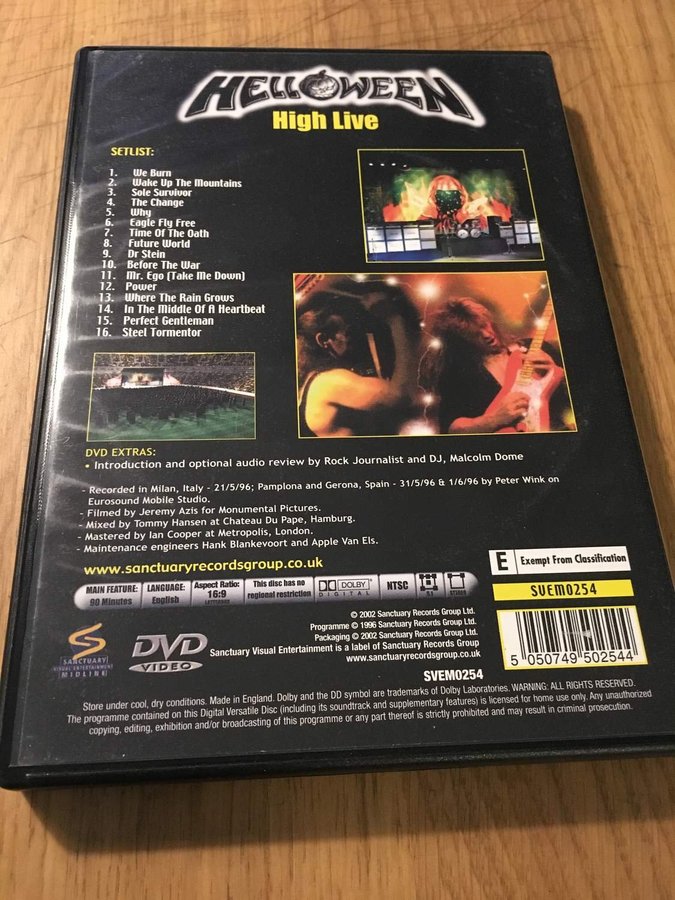 HELLOWEEN
High Live
SETLIST:
1. We Burn
2. Wake Up The Mountains
3. Sole Survivor
4. The Change
5. Why
6. Eagle Fly Free
7. Time Of The Oath
8. Future World
9. Dr Stein
10. Before The War
11. Mr. Ego (Take Me Down)
12. Power
13. Where The Rain Grows
14. In The Middle Of A Heartbeat
15. Perfect Gentleman
16. Steel Tormentor
DVD EXTRAS:
• Introduction and optional audio review by Rock Journalist and DJ, Malcolm Dome
- Recorded in Milan, Italy - 21/5/96; Pamplona and Gerona, Spain - 31/5/96 & 1/6/96 by Peter Wink on
Eurosound Mobile Studio.
- Filmed by Jeremy Azis for Monumental Pictures.
- Mixed by Tommy Hansen at Chateau Du Pape, Hamburg.
- Mastered by Ian Cooper at Metropolis, London.
- Maintenance engineers Hank Blankevoort and Apple Van Els.
www.sanctuaryrecordsgroup.co.uk
E Exempt From Classification
SVEM0254
MAIN FEATURE: 90 Minutes
LANGUAGE: English
Aspect Ratio: 16:9 LETTERBOX
This disc has no regional restriction
DOLBY DIGITAL
NTSC
5.1
STEREO
© 2002 Sanctuary Records Group Ltd.
Programme © 1996 Sanctuary Records Group Ltd.
Packaging © 2002 Sanctuary Records Group Ltd.
Sanctuary Visual Entertainment is a label of Sanctuary Records Group Ltd.
www.sanctuaryrecordsgroup.co.uk
SVEM0254
5 050749 502544
SANCTUARY
VISUAL ENTERTAINMENT
MIDLINE
DVD
VIDEO
Store under cool, dry conditions. Made in England. Dolby and the DD symbol are trademarks of Dolby Laboratories. WARNING: ALL RIGHTS RESERVED.
The programme contained on this Digital Versatile Disc (including its soundtrack and supplementary features) is licensed for home use only. Any unauthorized
copying, editing, exhibition and/or broadcasting of this programme or any part thereof is strictly prohibited and may result in criminal prosecution.